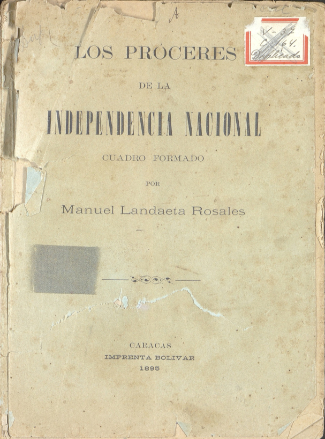 LOS PROCERES
DE LA
INDEPENDENCIA NACIONAL
CUADRO FORMADO
POR
Manuel Landaeta Rosales
CARACAS
IMPRENTA BOLIVAR
1895